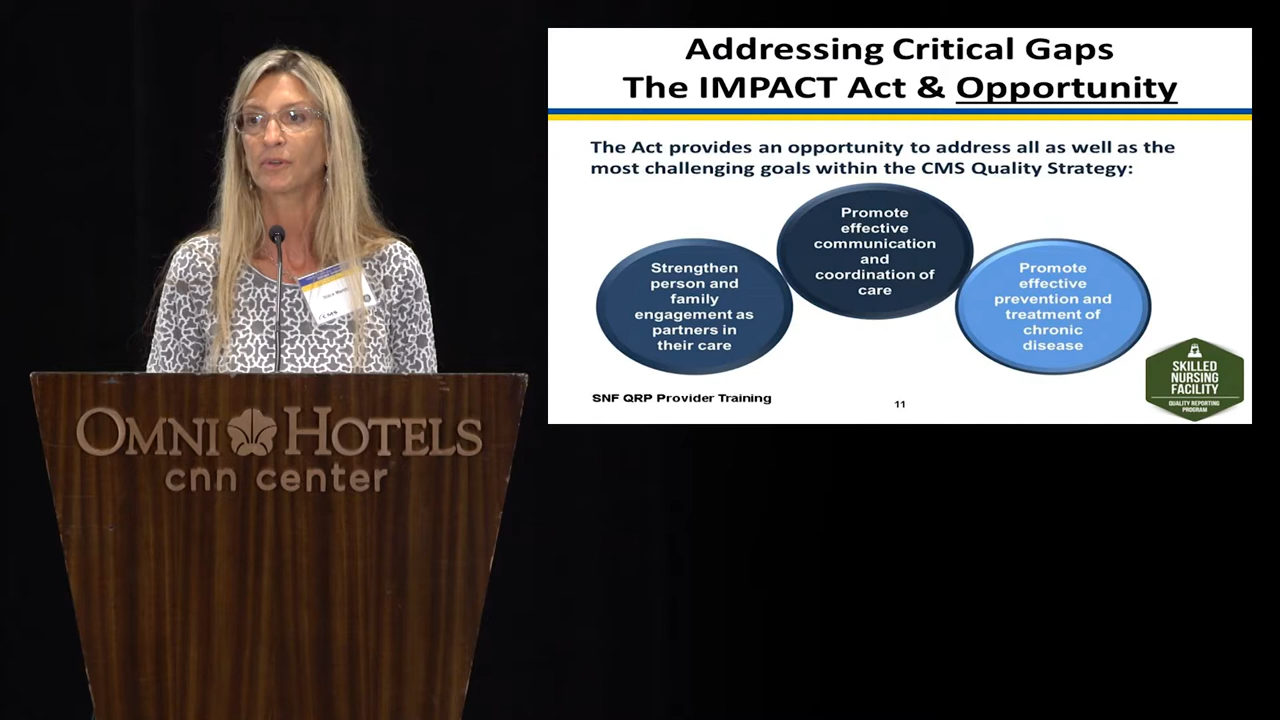 Addressing Critical Gaps
The IMPACT Act & Opportunity
The Act provides an opportunity to address all as well as the
most challenging goals within the CMS Quality Strategy:
Strengthen
person and
family
engagement as
partners in
their care
Promote
effective
communication
and
coordination of
care
Promote
effective
prevention and
treatment of
chronic
disease
SNF QRP Provider Training
11
SKILLED
NURSING
FACILITY
QUALITY REPORTING
PROGRAM
CMS
OMNI HOTELS
cnn center